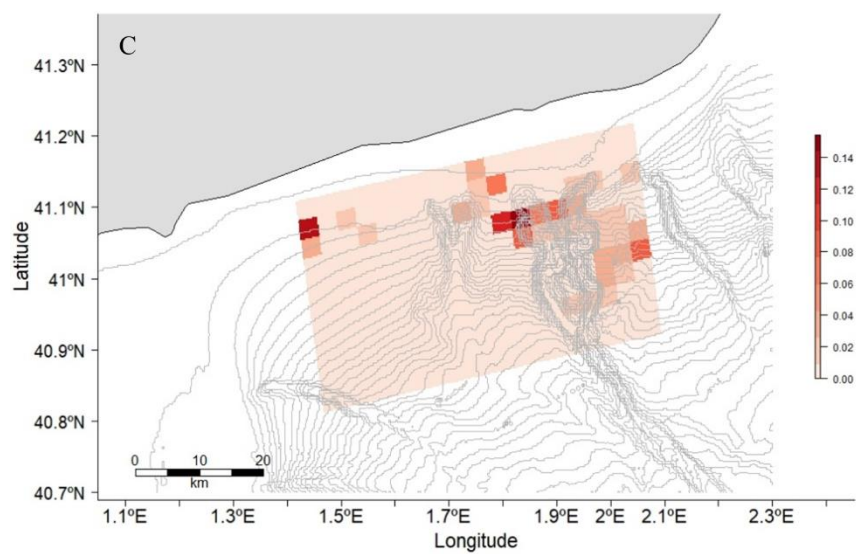 C
41.3ºN
41.2ºN
41.1ºN
41ºN
40.9ºN
40.8ºN
40.7ºN
Latitude
0 10 20
km
1.1ºE 1.3ºE 1.5ºE 1.7ºE 1.9ºE 2ºE 2.1ºE 2.3ºE
Longitude
0.14
0.12
0.10
0.08
0.06
0.04
0.02
0.00